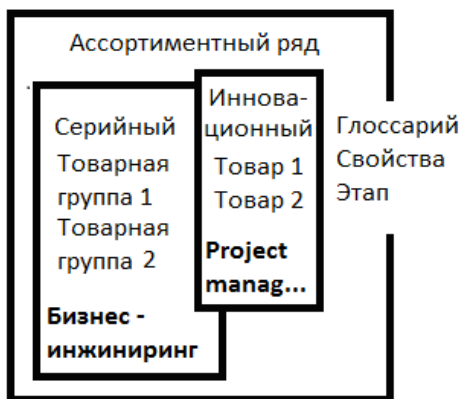 Ассортиментный ряд
Серийный
Товарная
группа 1
Товарная
группа 2
Бизнес -
инжиниринг
Иннова-
ционный
Товар 1
Товар 2
Project
manag...
Глоссарий
Свойства
Этап